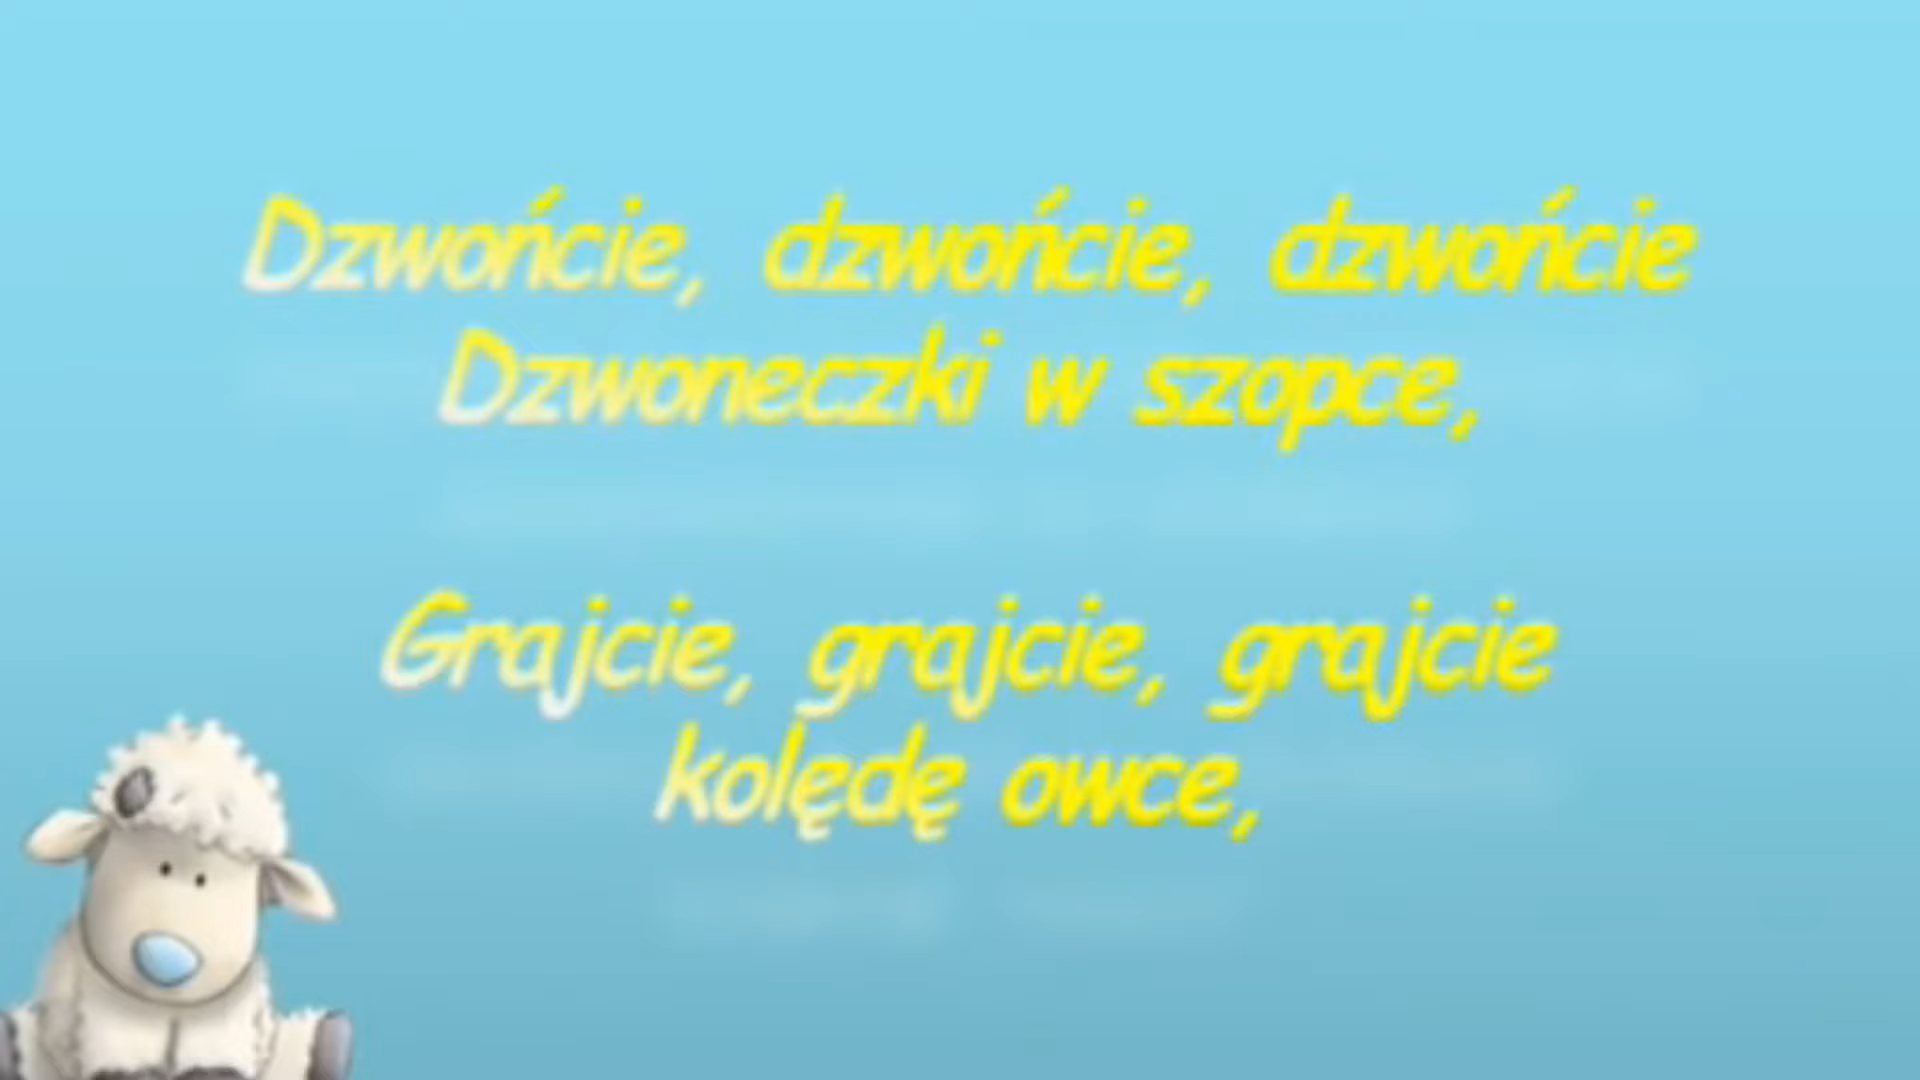 Dzwońcie, dzwońcie, dzwońcie
Dzwoneczki w szopce,
Grajcie, grajcie, grajcie
kolędę owce,